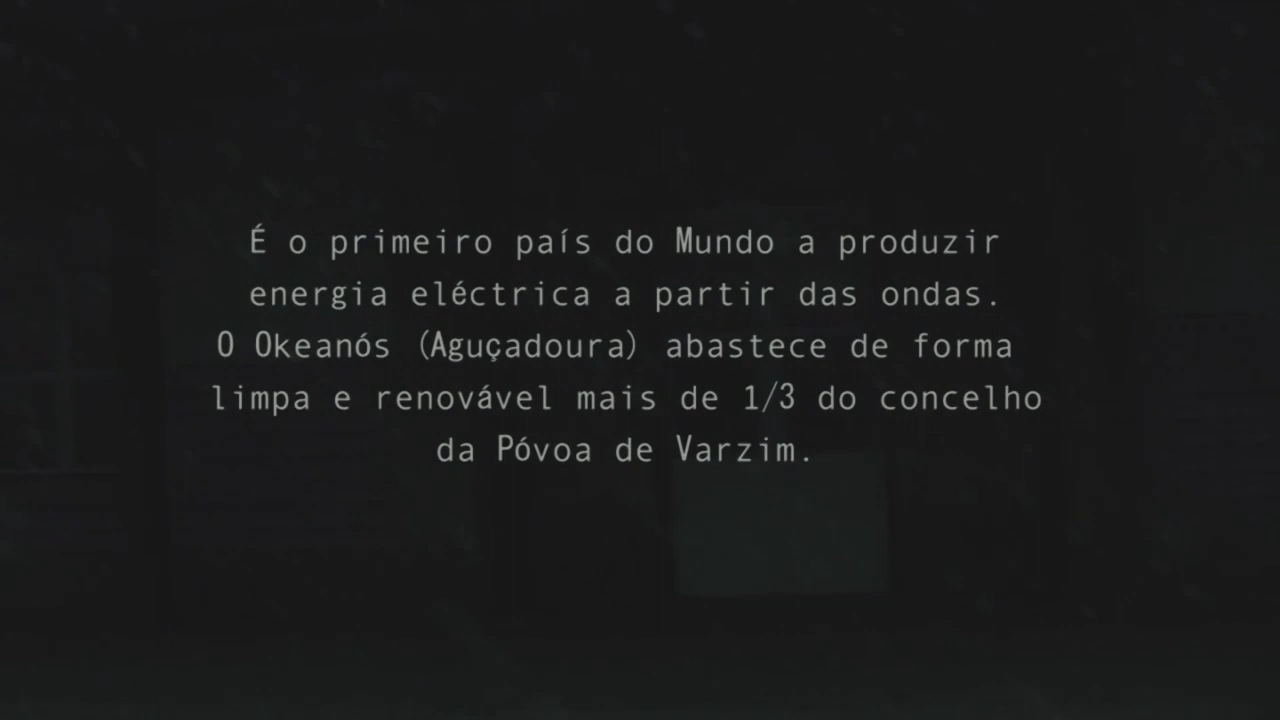 É o primeiro país do Mundo a produzir
energia eléctrica a partir das ondas.
O Okeanós (Aguçadoura) abastece de forma
limpa e renovável mais de 1/3 do concelho
da Póvoa de Varzim.